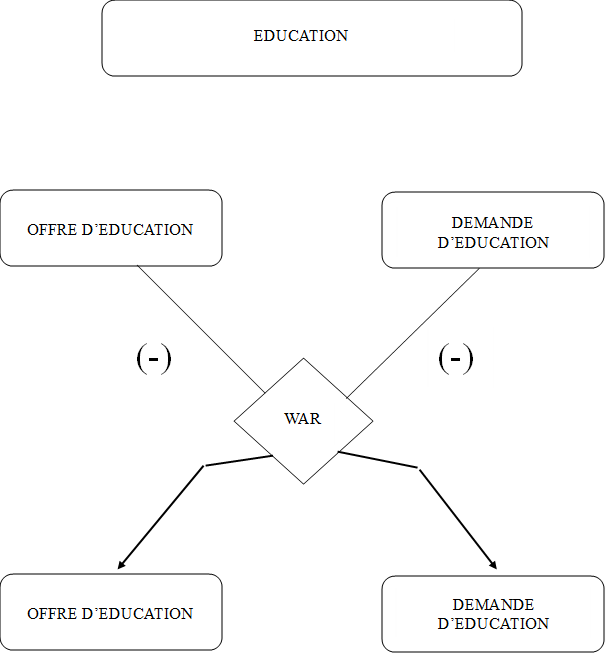 EDUCATION
OFFRE D’EDUCATION
DEMANDE
D’EDUCATION
(-)
(-)
WAR
OFFRE D’EDUCATION
DEMANDE
D’EDUCATION